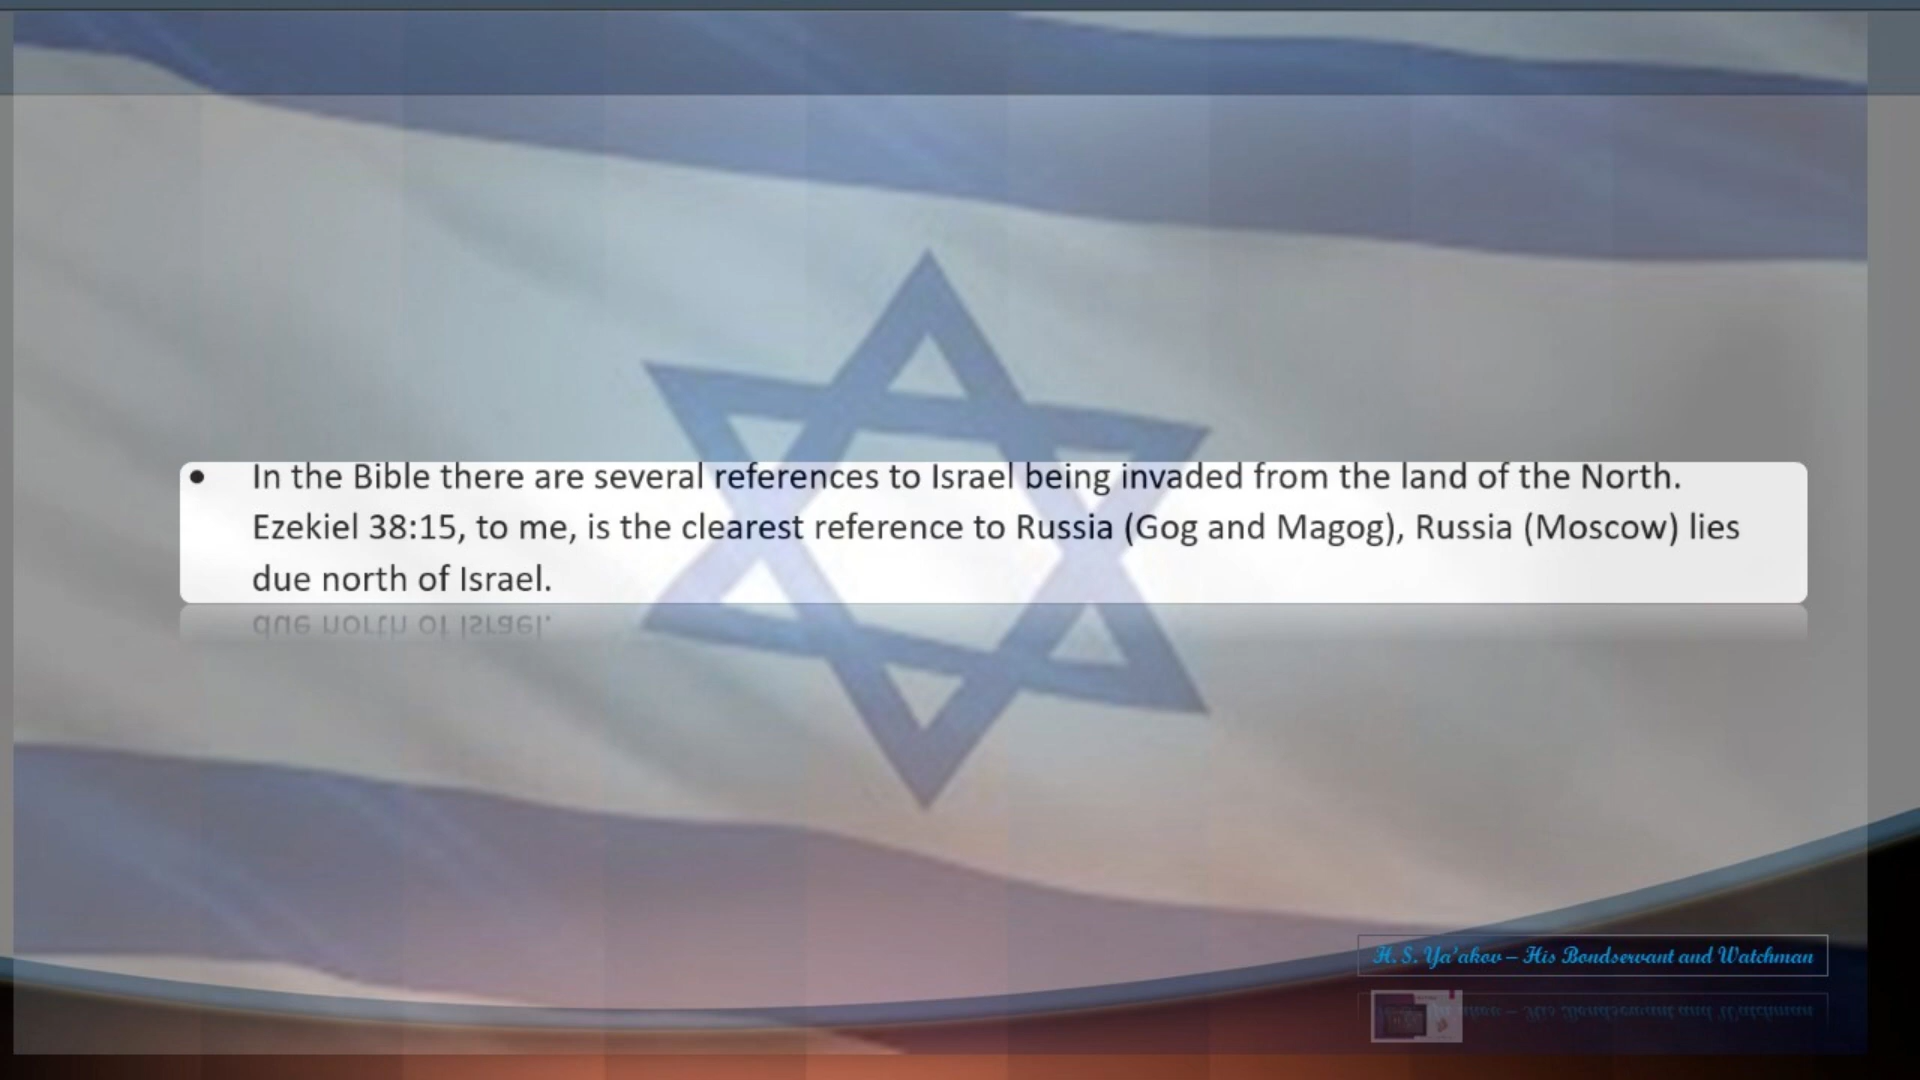 • In the Bible there are several references to Israel being invaded from the land of the North.
Ezekiel 38:15, to me, is the clearest reference to Russia (Gog and Magog), Russia (Moscow) lies
due north of Israel.
H. S. Ya'akov – His Bondservant and Watchman